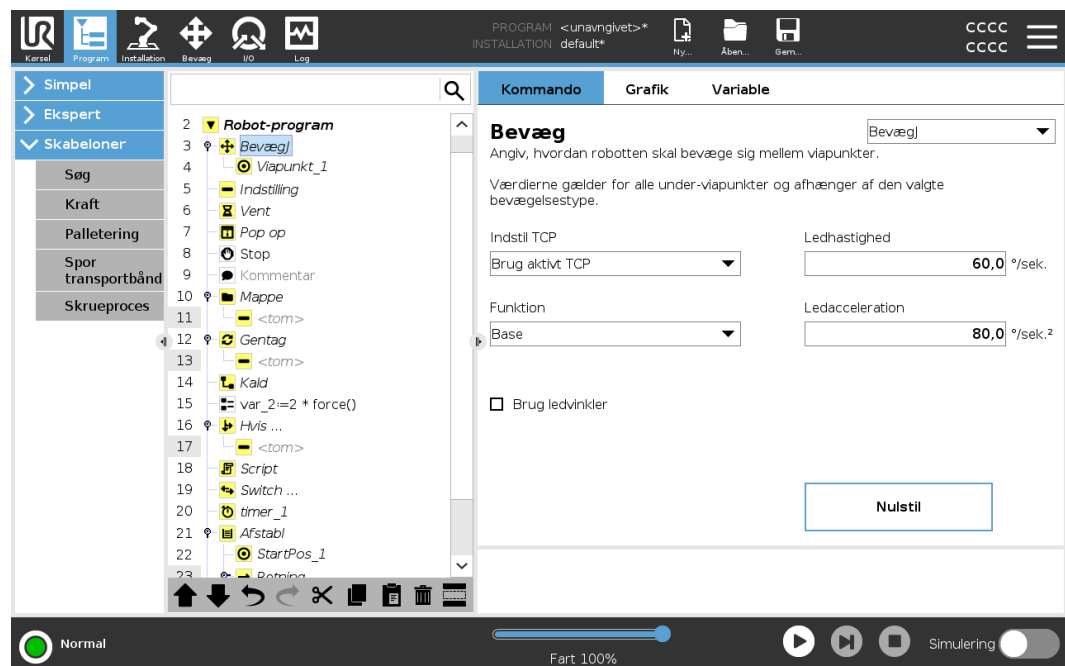 UR
Kørsel
Program
Installation
Bevæg
I/O
Log
PROGRAM <unavngivet>*
INSTALLATION default*
Ny...
Åben...
Gem...
CCCC
CCCC
Simpel
Ekspert
Skabeloner
Søg
Kraft
Palletering
Spor
transportbånd
Skrueproces
2 Robot-program
3 BevægJ
4 Viapunkt_1
5 Indstilling
6 Vent
7 Pop op
8 Stop
9 Kommentar
10 Mappe
11 <tom>
12 Gentag
13 <tom>
14 Kald
15 var_2:=2 * force()
16 Hvis ...
17 <tom>
18 Script
19 Switch ...
20 timer_1
21 Afstabl
22 StartPos_1
23 Retning
Kommando
Grafik
Variable
Bevæg
BevægJ
Angiv, hvordan robotten skal bevæge sig mellem viapunkter.
Værdierne gælder for alle under-viapunkter og afhænger af den valgte
bevægelsestype.
Indstil TCP
Ledhastighed
Brug aktivt TCP
60,0 °/sek.
Funktion
Ledacceleration
Base
80,0 °/sek.²
Brug ledvinkler
Nulstil
Normal
Fart 100%
Simulering